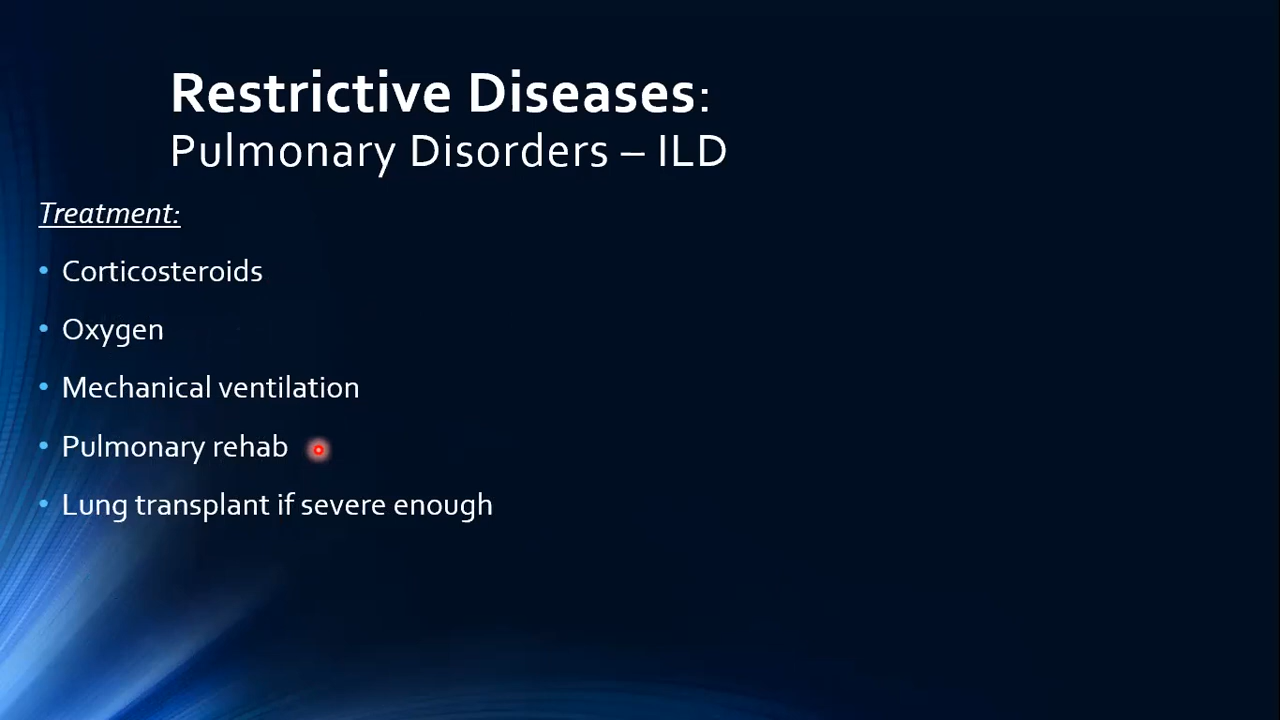 Restrictive Diseases:
Pulmonary Disorders – ILD
Treatment:
• Corticosteroids
• Oxygen
• Mechanical ventilation
• Pulmonary rehab
• Lung transplant if severe enough